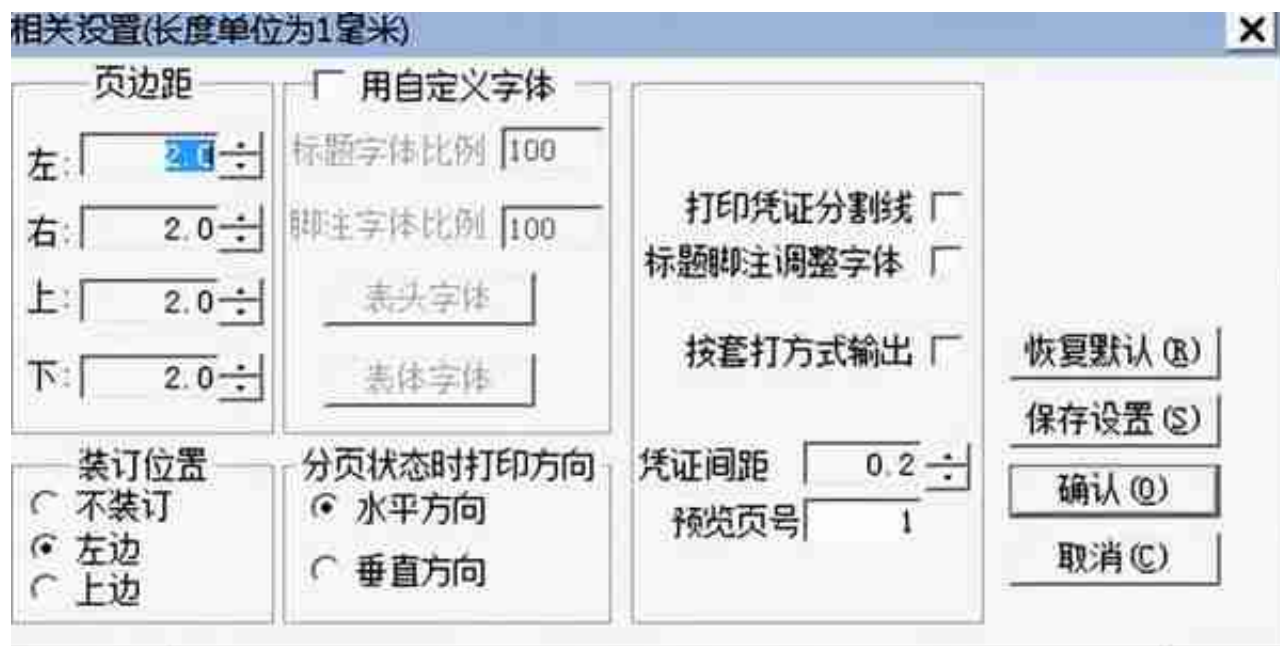 相关设置(长度单位为1毫米)
页边距
左: 2.0
右: 2.0
上: 2.0
下: 2.0
用自定义字体
标题字体比例 100
脚注字体比例 100
表头字体
表体字体
打印凭证分割线
标题脚注调整字体
按套打方式输出
凭证间距 0.2
预览页号 1
装订位置
不装订
左边
上边
分页状态时打印方向
水平方向
垂直方向
恢复默认(R)
保存设置(S)
确认(O)
取消(C)